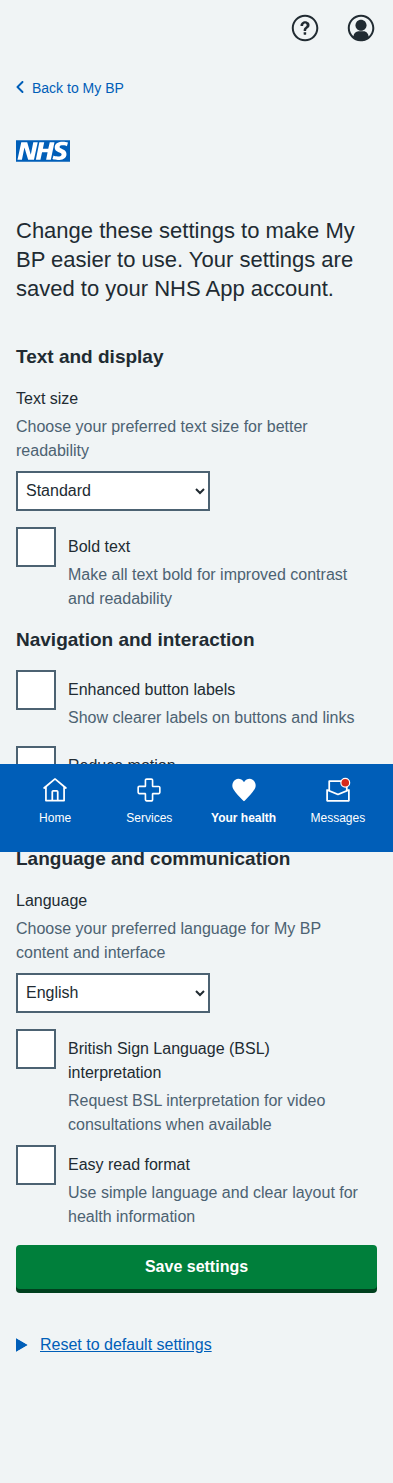 Back to My BP
NHS
Change these settings to make My
BP easier to use. Your settings are
saved to your NHS App account.
Text and display
Text size
Choose your preferred text size for better
readability
Standard
Bold text
Make all text bold for improved contrast
and readability
Navigation and interaction
Enhanced button labels
Show clearer labels on buttons and links
Reduce motion
Home
Services
Your health
Messages
Language and communication
Language
Choose your preferred language for My BP
content and interface
English
British Sign Language (BSL)
interpretation
Request BSL interpretation for video
consultations when available
Easy read format
Use simple language and clear layout for
health information
Save settings
Reset to default settings